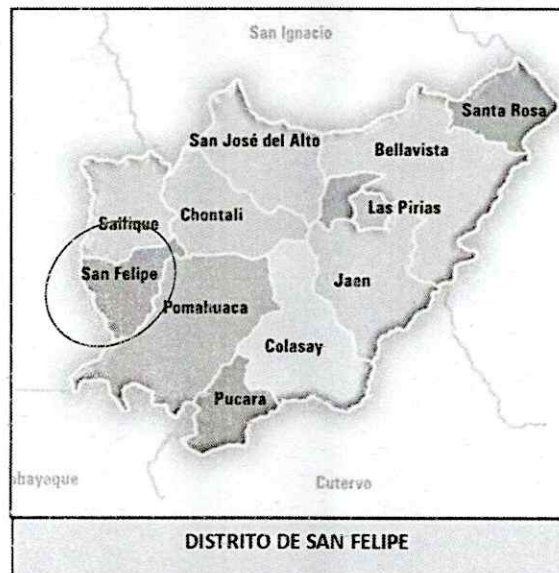 San Ignacio
Santa Rosa
San José del Alto
Bellavista
Las Pirias
Chontali
Sallique
San Felipe
Jaen
Pomahuaca
Colasay
Pucara
hayoque
Cutervo
DISTRITO DE SAN FELIPE